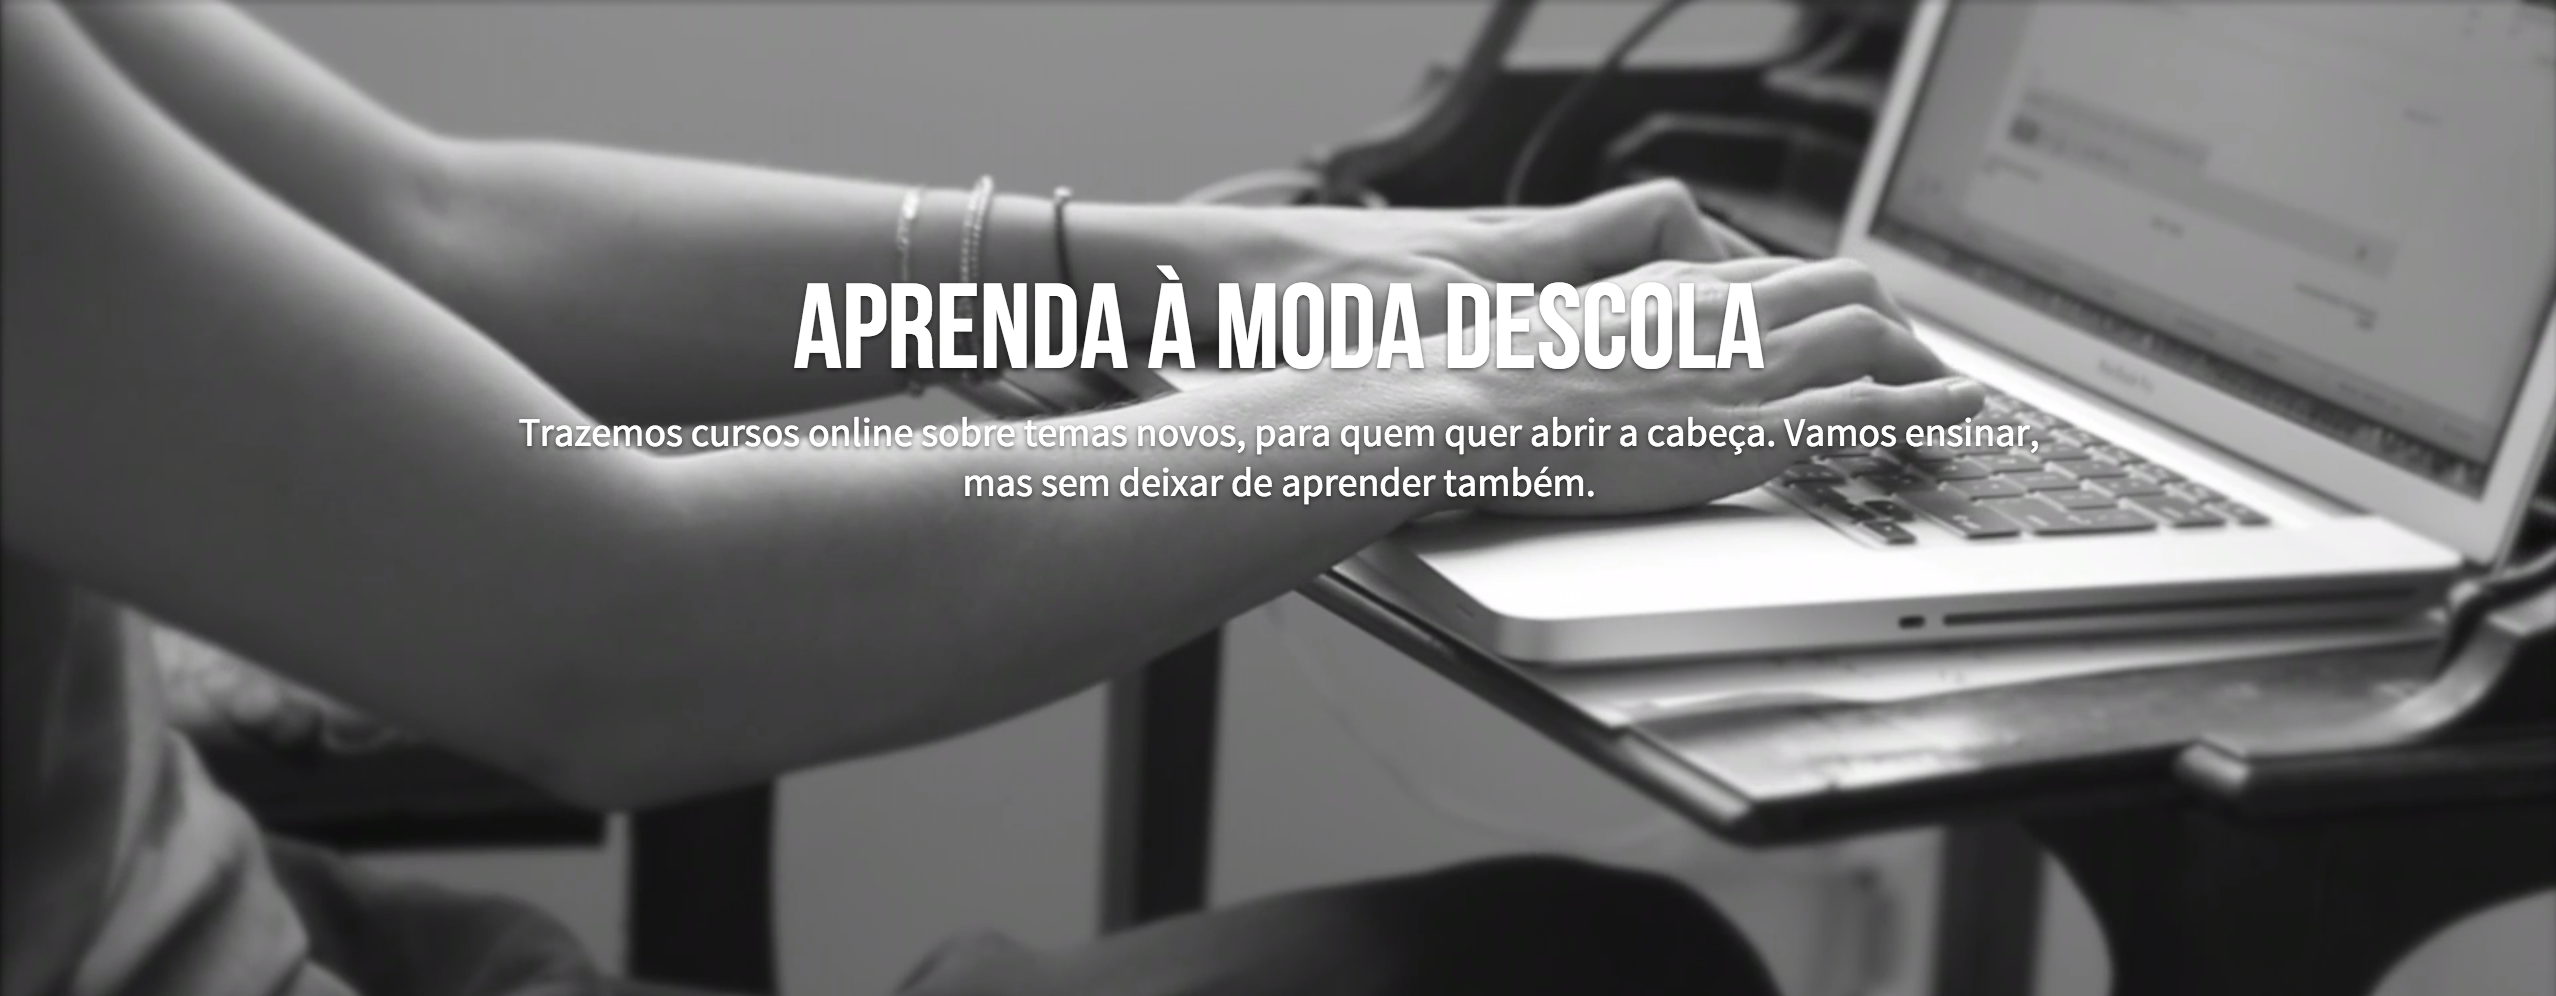 APRENDA À MODA DESCOLA
Trazemos cursos online sobre temas novos, para quem quer abrir a cabeça. Vamos ensinar,
mas sem deixar de aprender também.